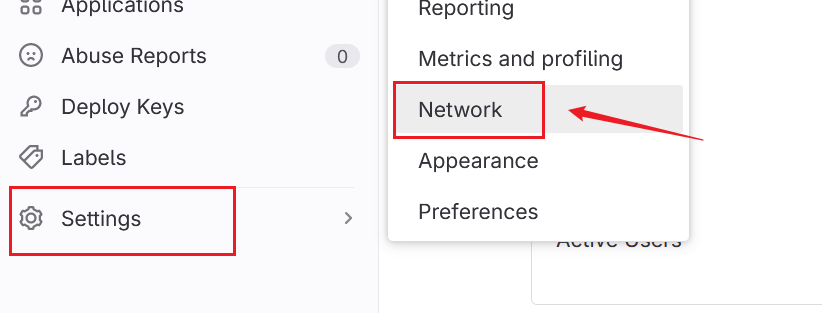 Applications
Abuse Reports 0
Deploy Keys
Labels
Settings
Reporting
Metrics and profiling
Network
Appearance
Preferences
Active Users